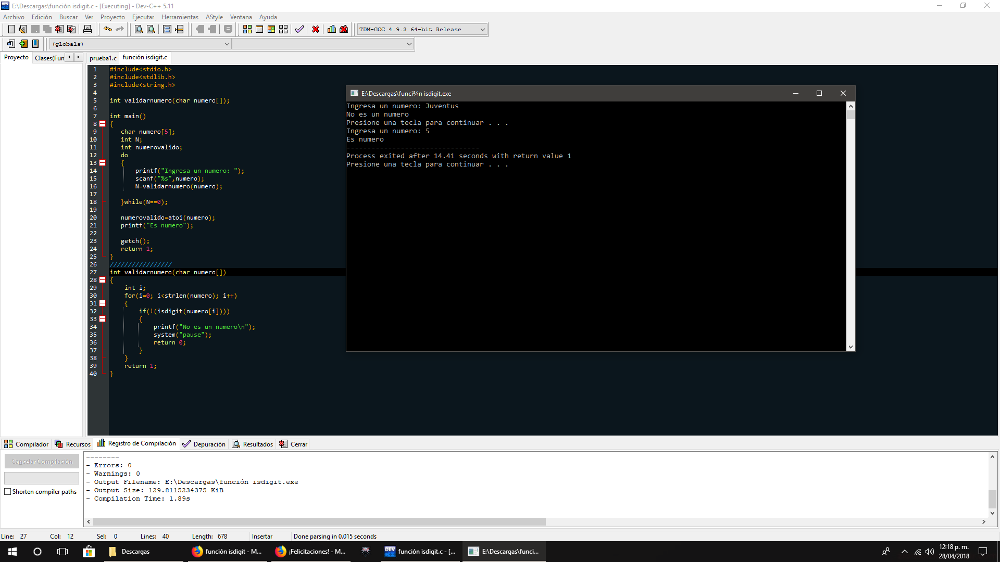 E:\Descargas\función isdigit.c - [Executing] - Dev-C++ 5.11
Archivo Edición Buscar Ver Proyecto Ejecutar Herramientas AStyle Ventana Ayuda
TDM-GCC 4.9.2 64-bit Release
(globals)
Proyecto Clases(Fun prueba1.c función isdigit.c
1 #include<stdio.h>
2 #include<stdlib.h>
3 #include<string.h>
4
5 int validarnumero(char numero[]);
6
7 int main()
8 {
9 char numero[5];
10 int N;
11 int numerovalido;
12 do
13 {
14 printf("Ingresa un numero: ");
15 scanf("%s",numero);
16 N=validarnumero(numero);
17
18 }while(N==0);
19
20 numerovalido=atoi(numero);
21 printf("Es numero");
22
23 getch();
24 return 1;
25 }
26 /////////////////
27 int validarnumero(char numero[])
28 {
29 int i;
30 for(i=0; i<strlen(numero); i++)
31 {
32 if(!(isdigit(numero[i])))
33 {
34 printf("No es un numero\n");
35 system("pause");
36 return 0;
37 }
38 }
39 return 1;
40 }
E:\Descargas\funci¾n isdigit.exe
Ingresa un numero: Juventus
No es un numero
Presione una tecla para continuar . . .
Ingresa un numero: 5
Es numero
--------------------------------
Process exited after 14.41 seconds with return value 1
Presione una tecla para continuar . . .
Compilador Recursos Registro de Compilación Depuración Resultados Cerrar
Cancelar Compilación
Shorten compiler paths
--------
- Errors: 0
- Warnings: 0
- Output Filename: E:\Descargas\función isdigit.exe
- Output Size: 129.8115234375 KiB
- Compilation Time: 1.89s
Line: 27 Col: 12 Sel: 0 Lines: 40 Length: 678 Insertar Done parsing in 0.015 seconds
Descargas función isdigit - M... ¡Felicitaciones! - M... DEV función isdigit.c - [... E:\Descargas\funci...
12:18 p. m.
28/04/2018